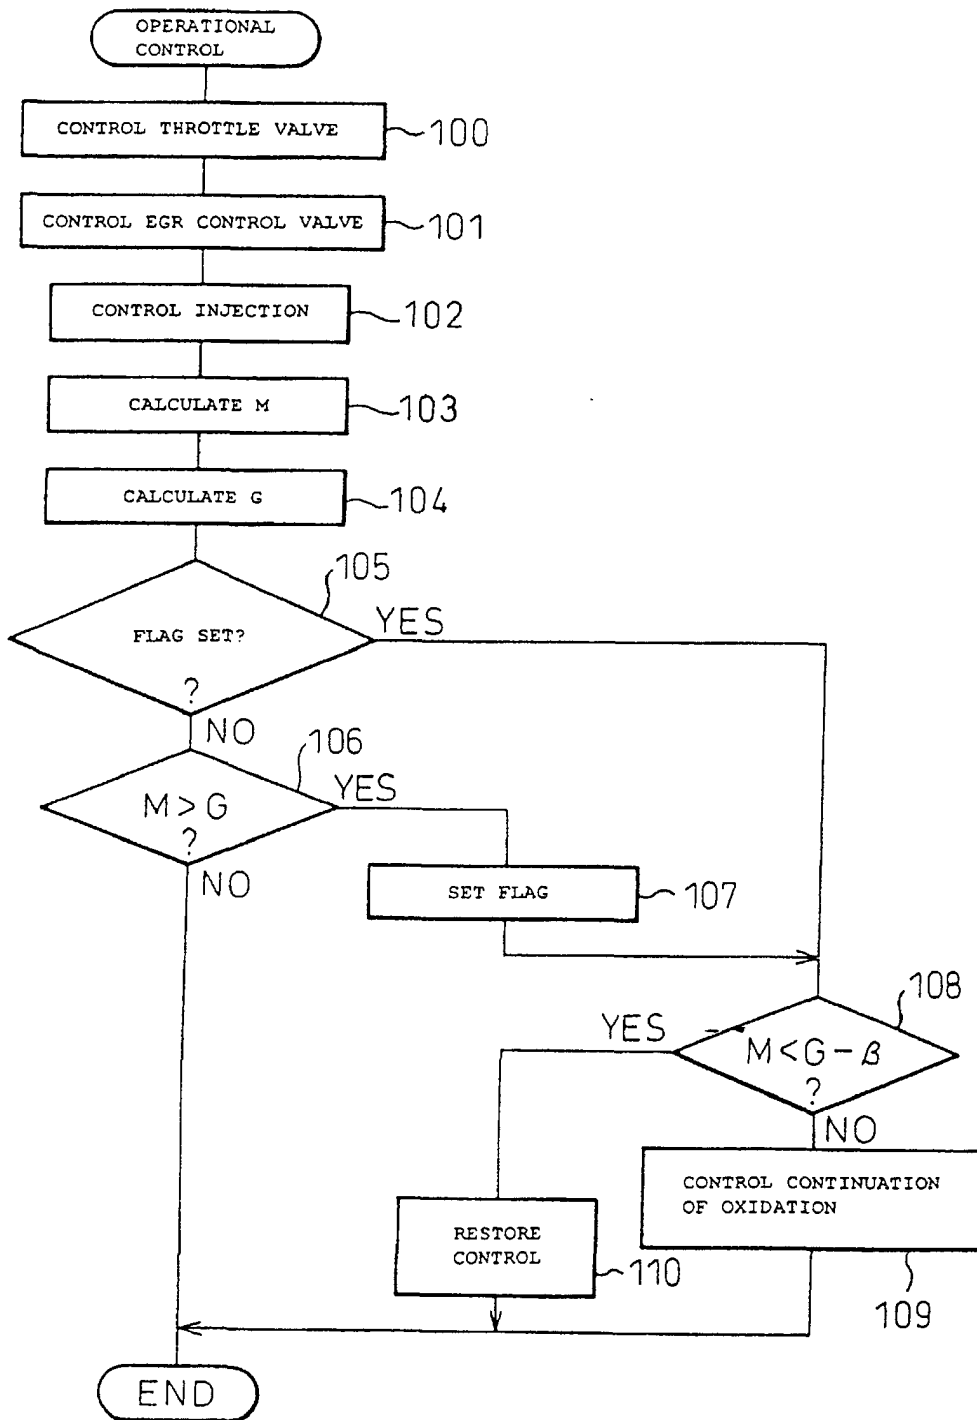 OPERATIONAL
CONTROL
CONTROL THROTTLE VALVE
100
CONTROL EGR CONTROL VALVE
101
CONTROL INJECTION
102
CALCULATE M
103
CALCULATE G
104
105
FLAG SET?
?
YES
NO
106
M > G
?
YES
NO
SET FLAG
107
108
YES
M < G - β
?
NO
CONTROL CONTINUATION
OF OXIDATION
109
RESTORE
CONTROL
110
END